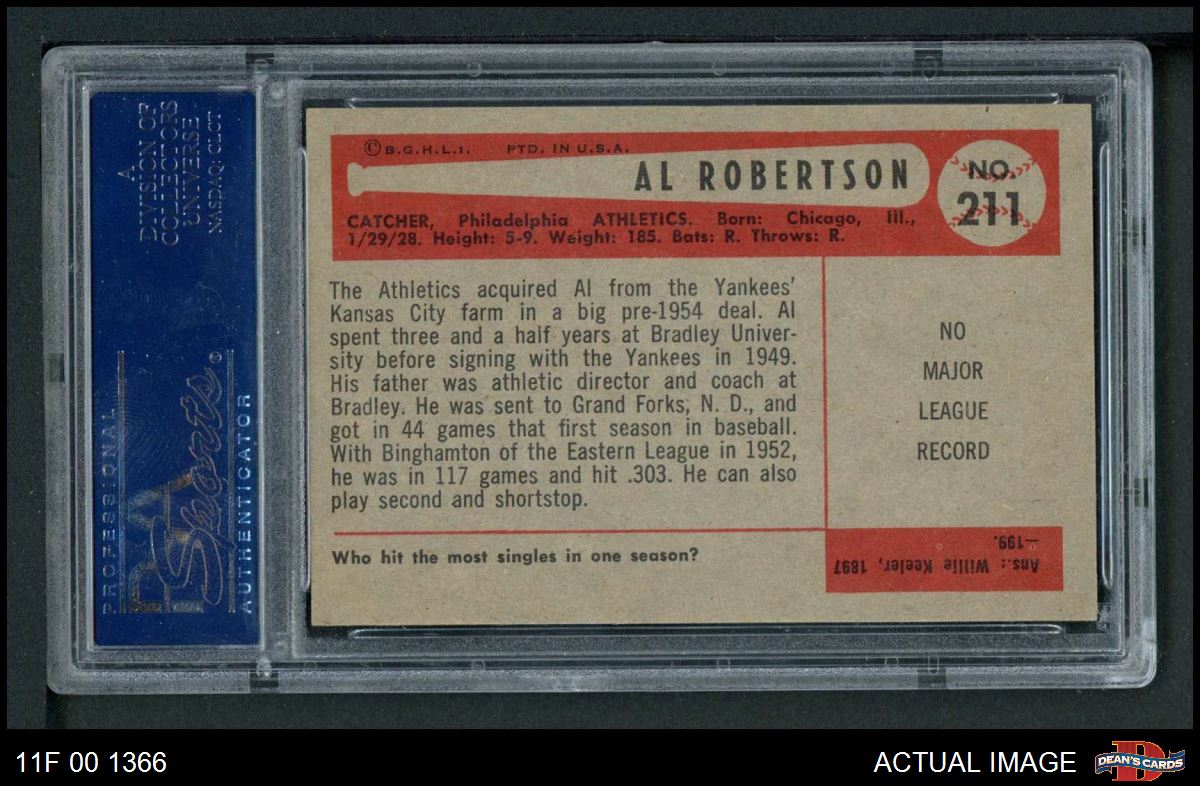 A
DIVISION OF
COLLECTORS
UNIVERSE
NASDAQ: CLCT
PROFESSIONAL
PSA
Sports®
AUTHENTICATOR
© B.G.H.L.I. PTD. IN U.S.A.
AL ROBERTSON
NO.
211
CATCHER, Philadelphia ATHLETICS. Born: Chicago, Ill.,
1/29/28. Height: 5-9. Weight: 185. Bats: R. Throws: R.
The Athletics acquired Al from the Yankees'
Kansas City farm in a big pre-1954 deal. Al
spent three and a half years at Bradley Univer-
sity before signing with the Yankees in 1949.
His father was athletic director and coach at
Bradley. He was sent to Grand Forks, N. D., and
got in 44 games that first season in baseball.
With Binghamton of the Eastern League in 1952,
he was in 117 games and hit .303. He can also
play second and shortstop.
NO
MAJOR
LEAGUE
RECORD
Who hit the most singles in one season?
Ans.: Willie Keeler, 1897
—199.
11F 00 1366
ACTUAL IMAGE
D
DEAN'S CARDS